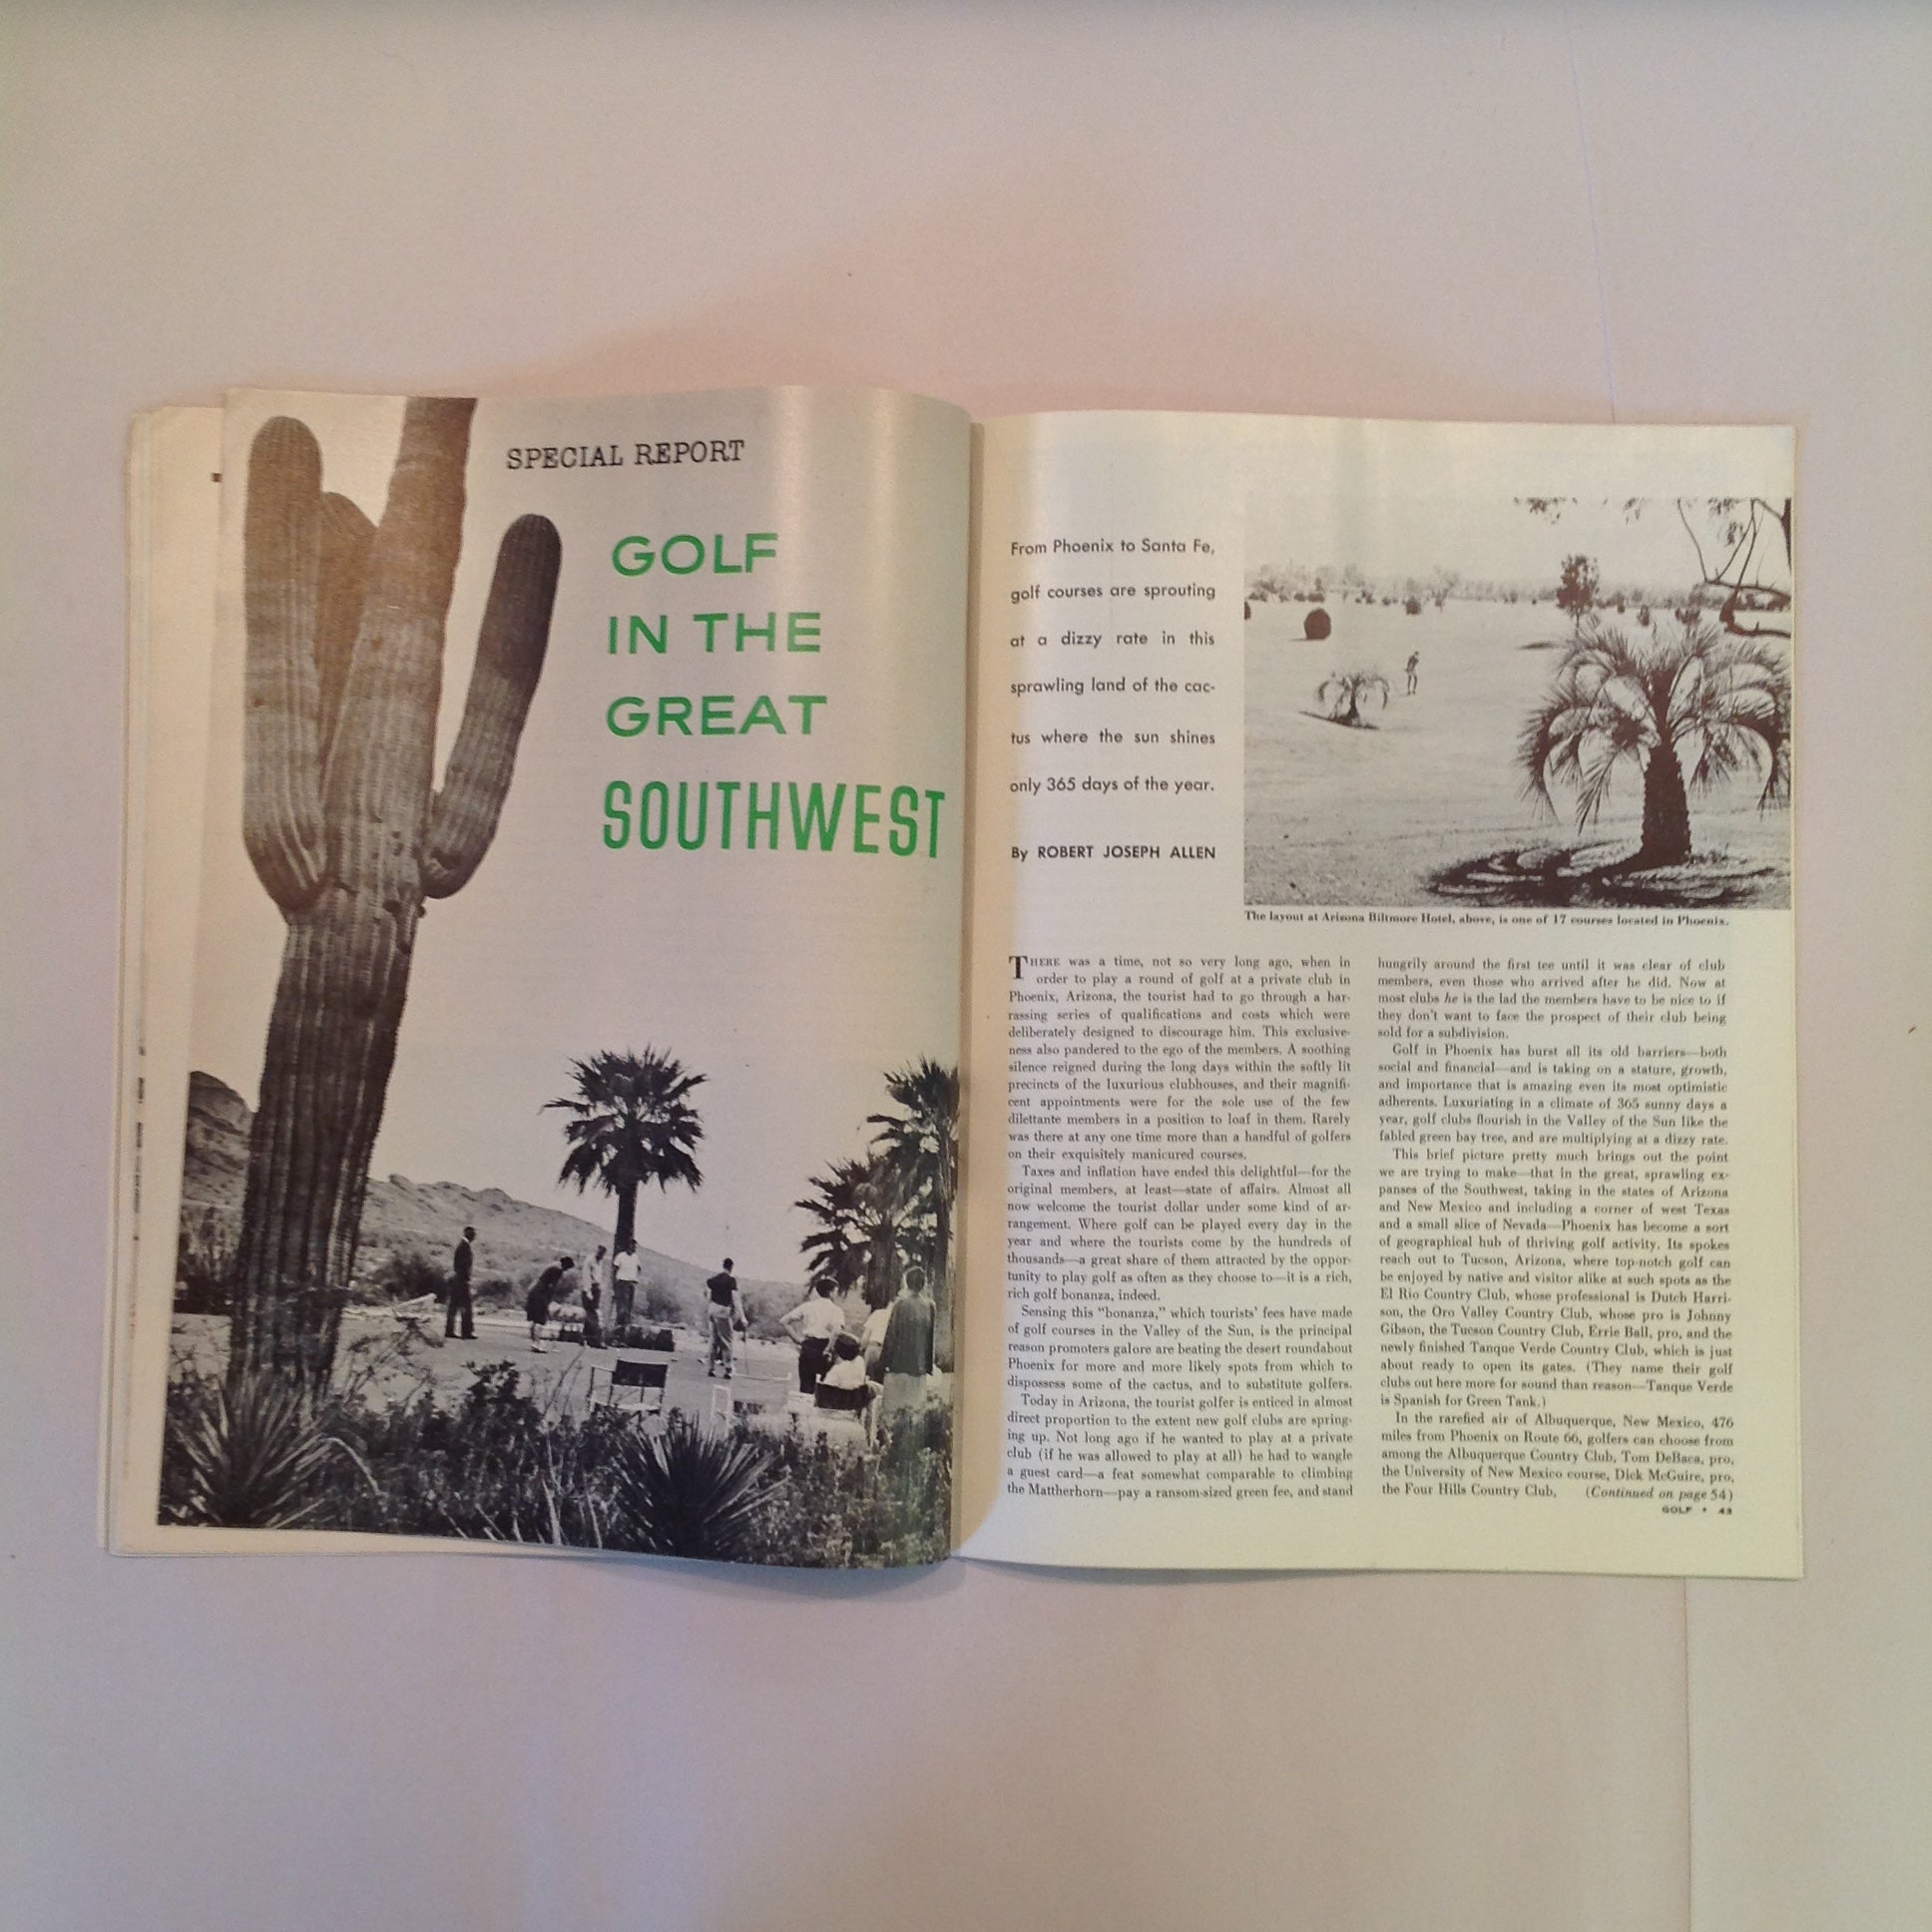 SPECIAL REPORT
GOLF
IN THE
GREAT
SOUTHWEST
From Phoenix to Santa Fe,
golf courses are sprouting
at a dizzy rate in this
sprawling land of the cac-
tus where the sun shines
only 365 days of the year.
By ROBERT JOSEPH ALLEN
The layout at Arizona Biltmore Hotel, above, is one of 17 courses located in Phoenix.
THERE was a time, not so very long ago, when in
order to play a round of golf at a private club in
Phoenix, Arizona, the tourist had to go through a har-
rassing series of qualifications and costs which were
deliberately designed to discourage him. This exclusive-
ness also pandered to the ego of the members. A soothing
silence reigned during the long days within the softly lit
precincts of the luxurious clubhouses, and their magnifi-
cent appointments were for the sole use of the few
dilettante members in a position to loaf in them. Rarely
was there at any one time more than a handful of golfers
on their exquisitely manicured courses.
Taxes and inflation have ended this delightful—for the
original members, at least—state of affairs. Almost all
now welcome the tourist dollar under some kind of ar-
rangement. Where golf can be played every day in the
year and where the tourists come by the hundreds of
thousands—a great share of them attracted by the oppor-
tunity to play golf as often as they choose to—it is a rich,
rich golf bonanza, indeed.
Sensing this "bonanza," which tourists' fees have made
of golf courses in the Valley of the Sun, is the principal
reason promoters galore are beating the desert roundabout
Phoenix for more and more likely spots from which to
dispossess some of the cactus, and to substitute golfers.
Today in Arizona, the tourist golfer is enticed in almost
direct proportion to the extent new golf clubs are spring-
ing up. Not long ago if he wanted to play at a private
club (if he was allowed to play at all) he had to wangle
a guest card—a feat somewhat comparable to climbing
the Mattherhorn—pay a ransom-sized green fee, and stand
hungrily around the first tee until it was clear of club
members, even those who arrived after he did. Now at
most clubs he is the lad the members have to be nice to if
they don't want to face the prospect of their club being
sold for a subdivision.
Golf in Phoenix has burst all its old barriers—both
social and financial—and is taking on a stature, growth,
and importance that is amazing even its most optimistic
adherents. Luxuriating in a climate of 365 sunny days a
year, golf clubs flourish in the Valley of the Sun like the
fabled green bay tree, and are multiplying at a dizzy rate.
This brief picture pretty much brings out the point
we are trying to make—that in the great, sprawling ex-
panses of the Southwest, taking in the states of Arizona
and New Mexico and including a corner of west Texas
and a small slice of Nevada—Phoenix has become a sort
of geographical hub of thriving golf activity. Its spokes
reach out to Tucson, Arizona, where top-notch golf can
be enjoyed by native and visitor alike at such spots as the
El Rio Country Club, whose professional is Dutch Harri-
son, the Oro Valley Country Club, whose pro is Johnny
Gibson, the Tucson Country Club, Errie Ball, pro, and the
newly finished Tanque Verde Country Club, which is just
about ready to open its gates. (They name their golf
clubs out here more for sound than reason—Tanque Verde
is Spanish for Green Tank.)
In the rarefied air of Albuquerque, New Mexico, 476
miles from Phoenix on Route 66, golfers can choose from
among the Albuquerque Country Club, Tom DeBaca, pro,
the University of New Mexico course, Dick McGuire, pro,
the Four Hills Country Club, (Continued on page 54)
GOLF • 43